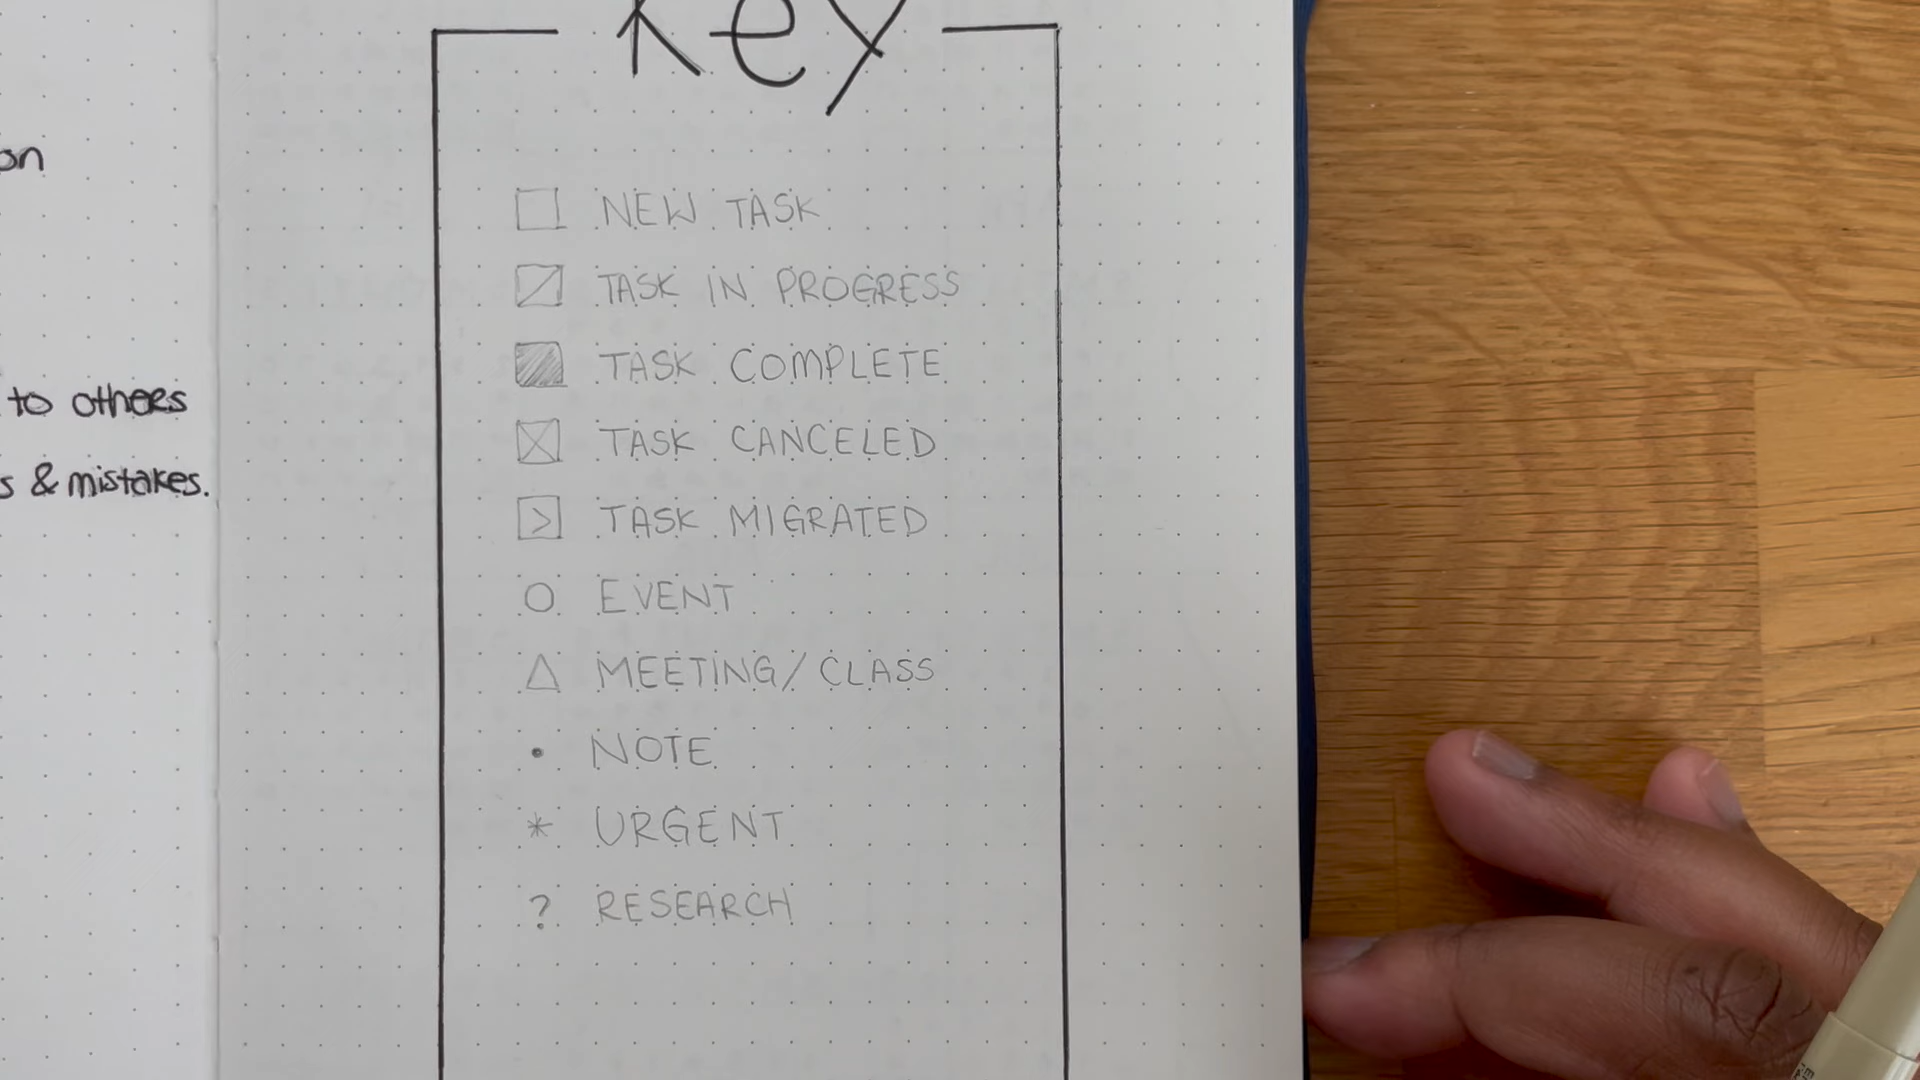 on
to others
s & mistakes.
Key
NEW TASK
TASK IN PROGRESS
TASK COMPLETE
TASK CANCELED
> TASK MIGRATED
EVENT
MEETING/CLASS
• NOTE
* URGENT
? RESEARCH